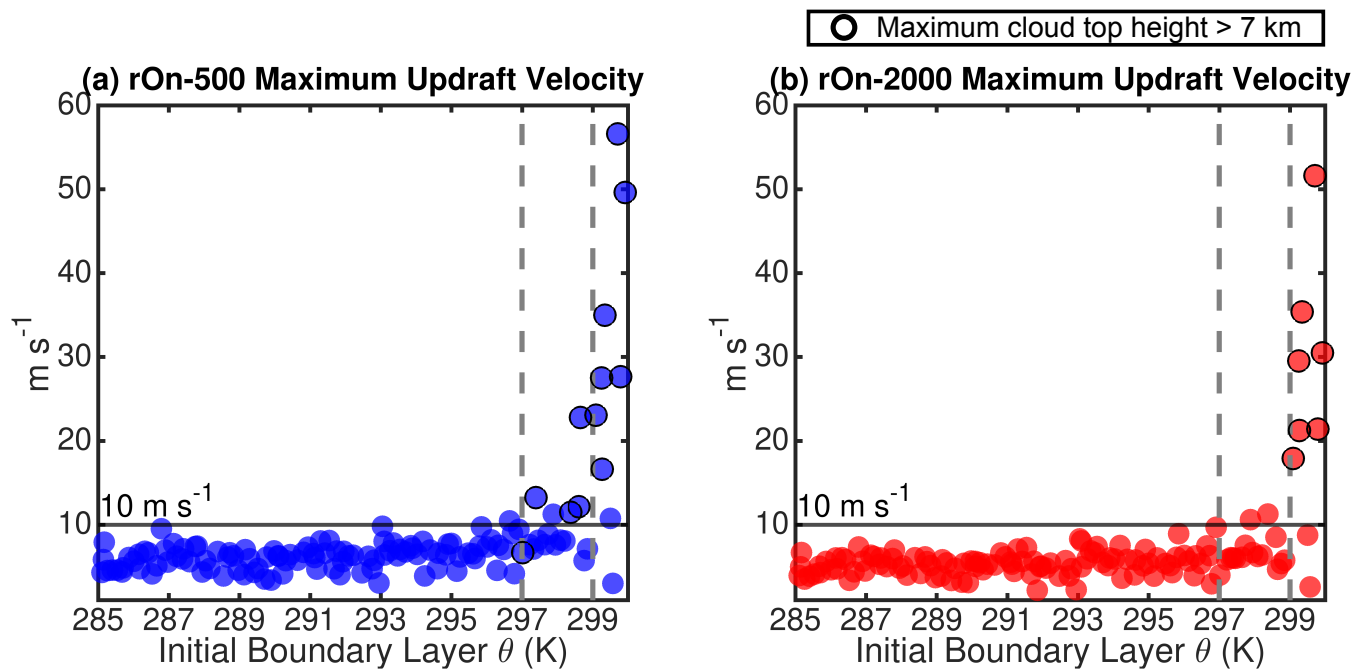 Maximum cloud top height > 7 km
(a) rOn-500 Maximum Updraft Velocity
60
50
40
30
20
10
m s⁻¹
10 m s⁻¹
285 287 289 291 293 295 297 299
Initial Boundary Layer θ (K)
(b) rOn-2000 Maximum Updraft Velocity
60
50
40
30
20
10
m s⁻¹
10 m s⁻¹
285 287 289 291 293 295 297 299
Initial Boundary Layer θ (K)